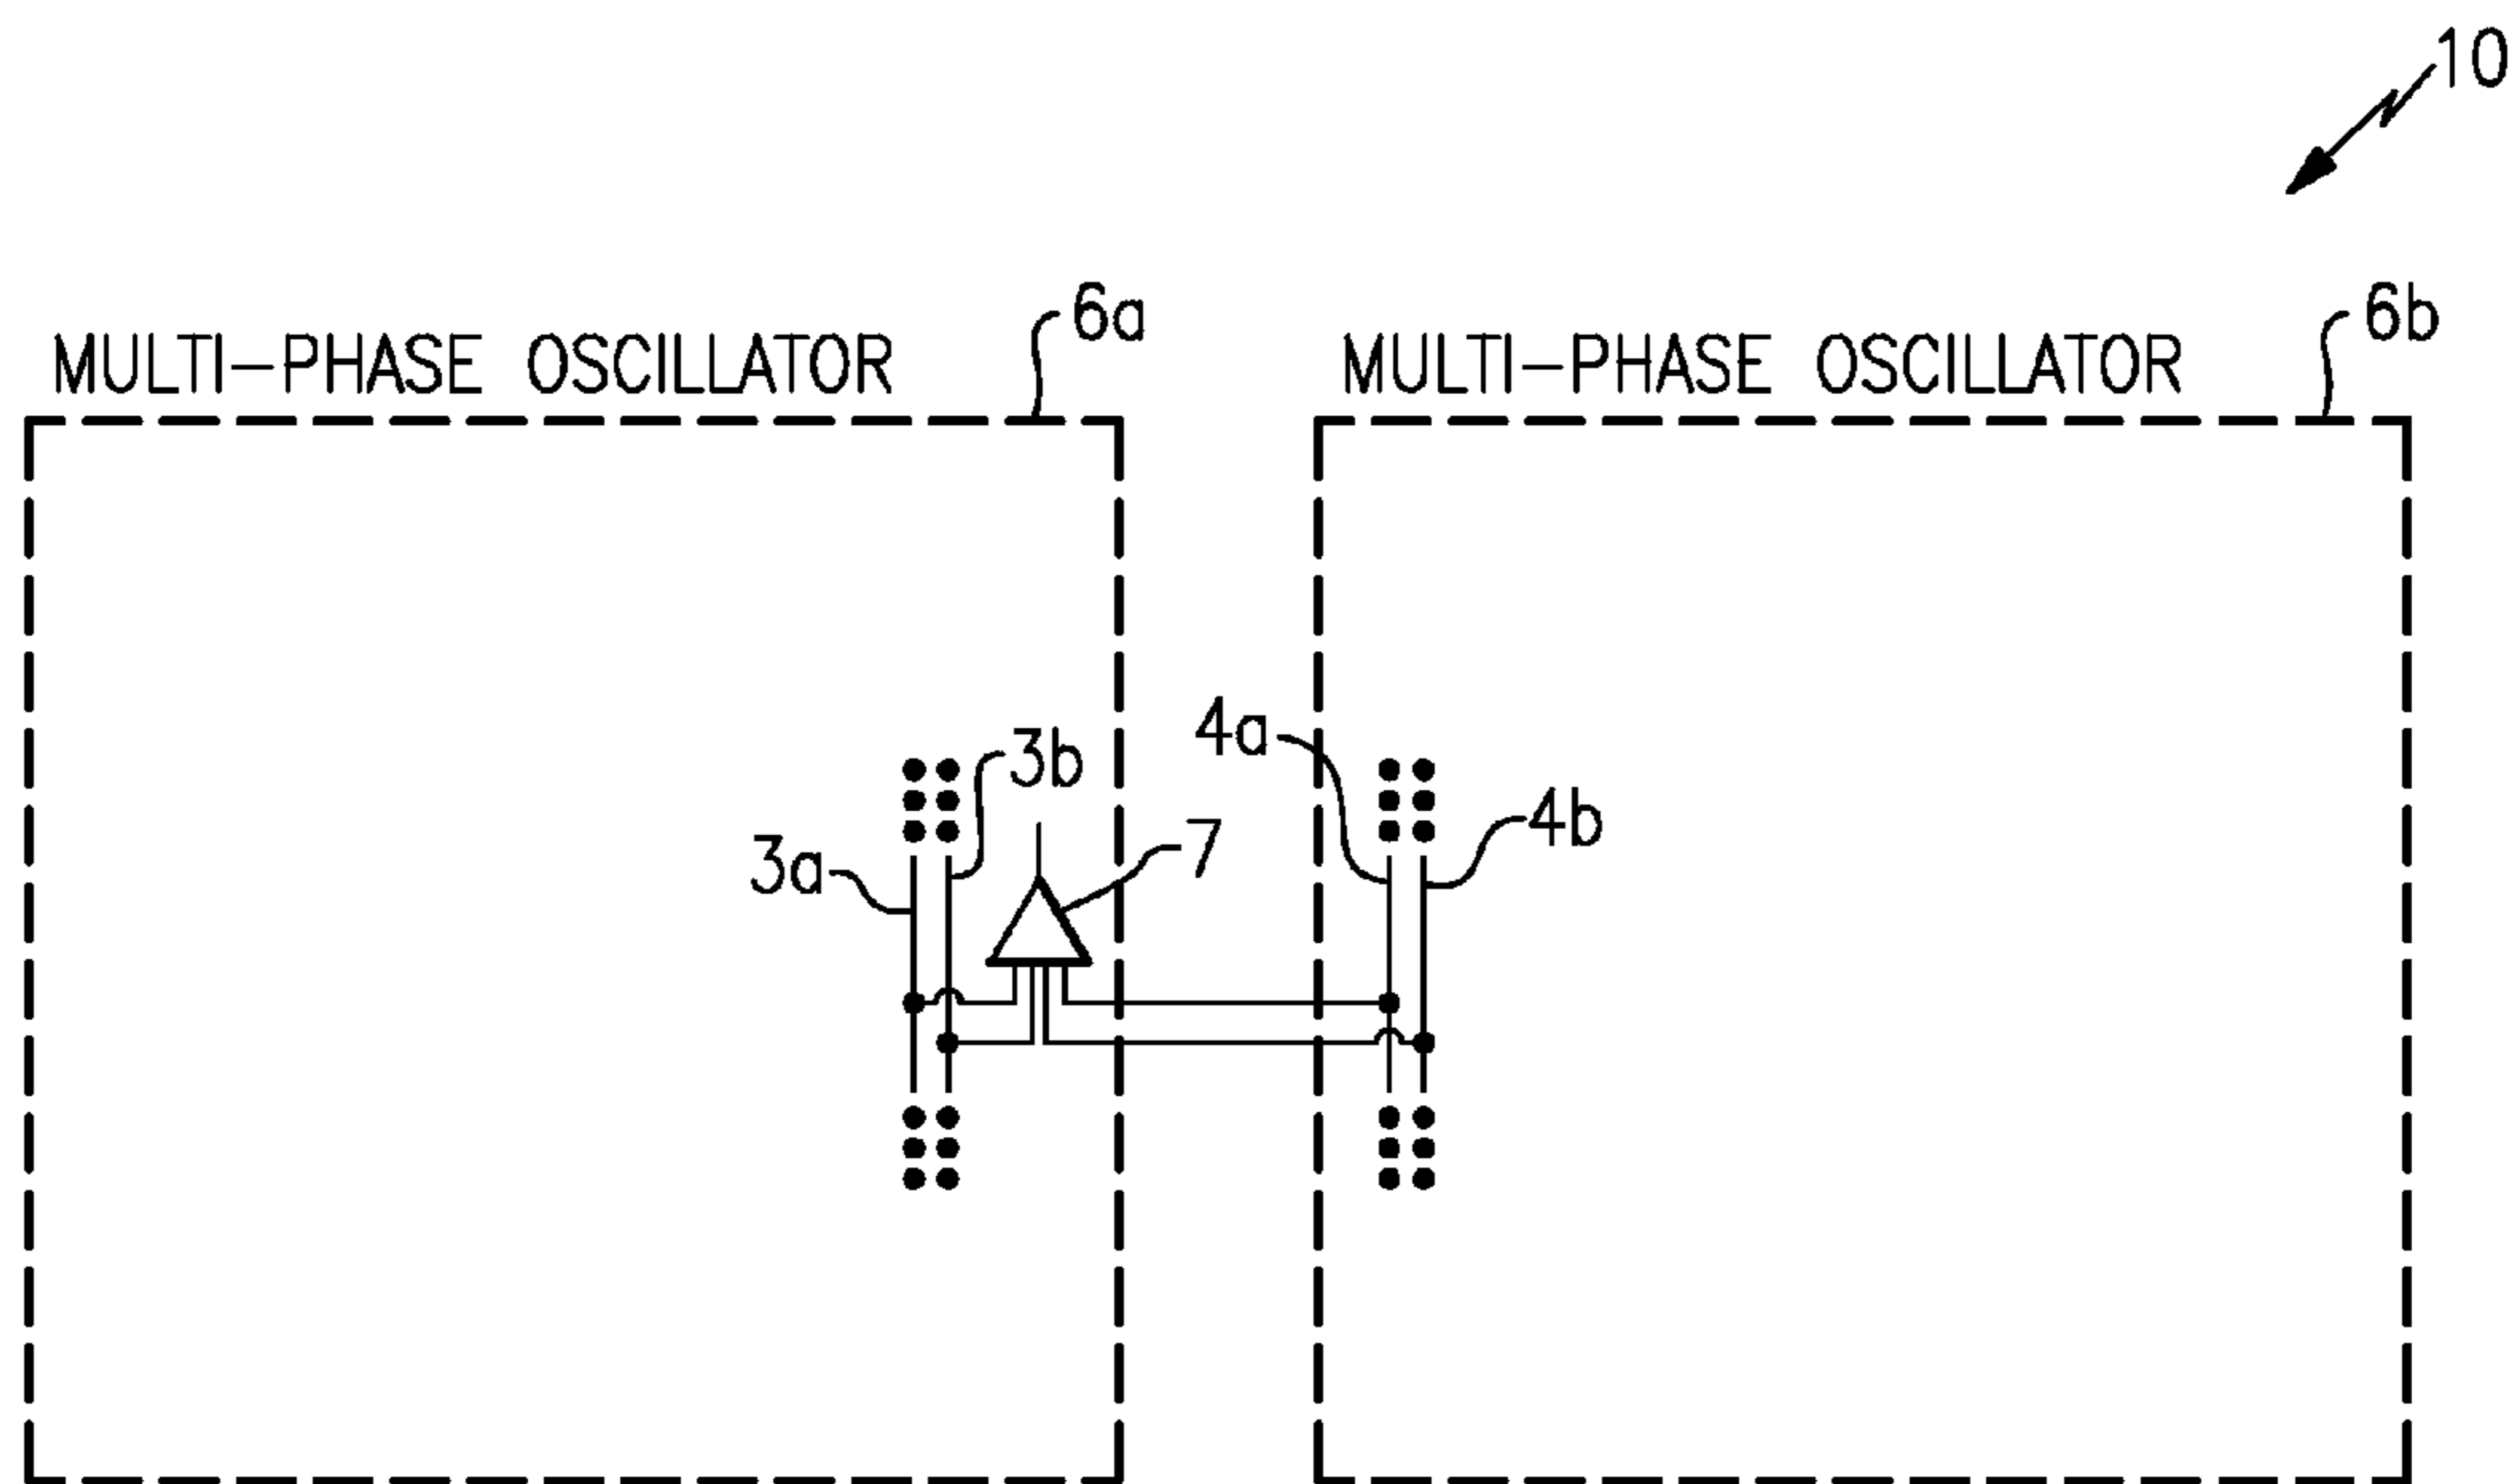 10
6a
6b
MULTI-PHASE OSCILLATOR
MULTI-PHASE OSCILLATOR
3b
4a
3a
7
4b